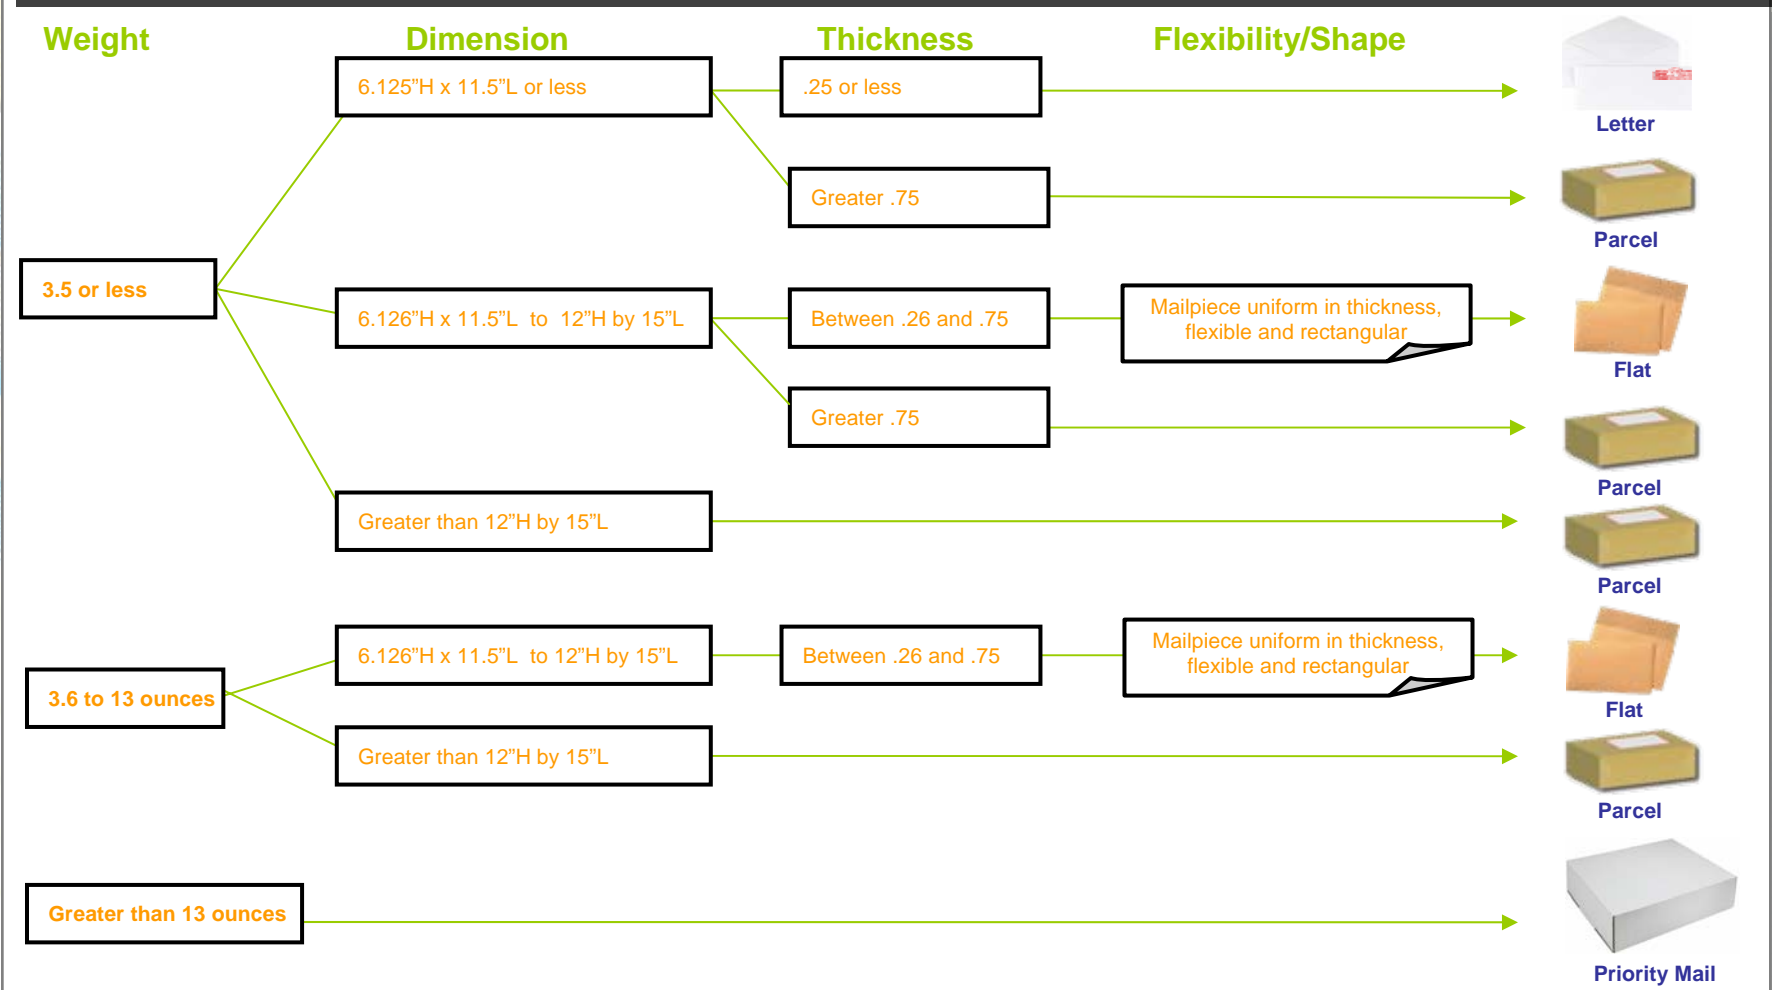 Weight Dimension Thickness Flexibility/Shape
6.125”H x 11.5”L or less
.25 or less
Letter
Greater .75
Parcel
3.5 or less
6.126”H x 11.5”L to 12”H by 15”L
Between .26 and .75
Mailpiece uniform in thickness,
flexible and rectangular
Flat
Greater .75
Parcel
Greater than 12”H by 15”L
Parcel
3.6 to 13 ounces
6.126”H x 11.5”L to 12”H by 15”L
Between .26 and .75
Mailpiece uniform in thickness,
flexible and rectangular
Flat
Greater than 12”H by 15”L
Parcel
Greater than 13 ounces
Priority Mail